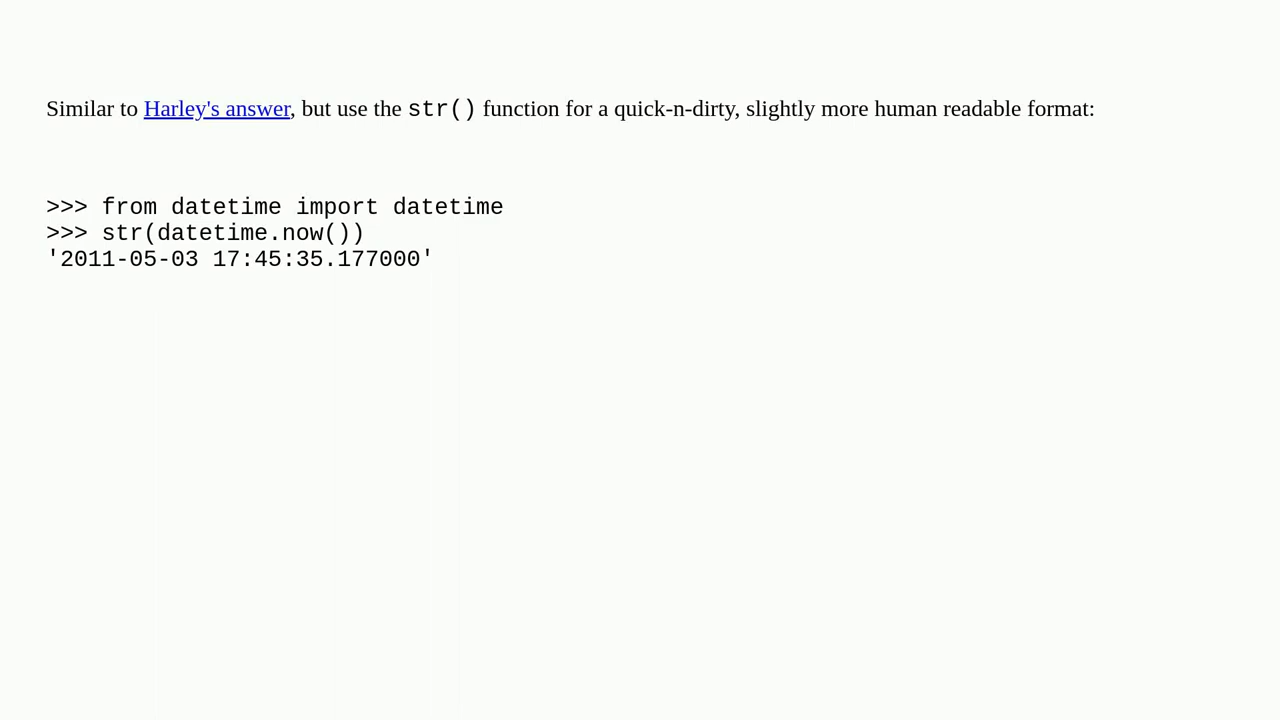 Similar to Harley's answer, but use the str() function for a quick-n-dirty, slightly more human readable format:
>>> from datetime import datetime
>>> str(datetime.now())
'2011-05-03 17:45:35.177000'